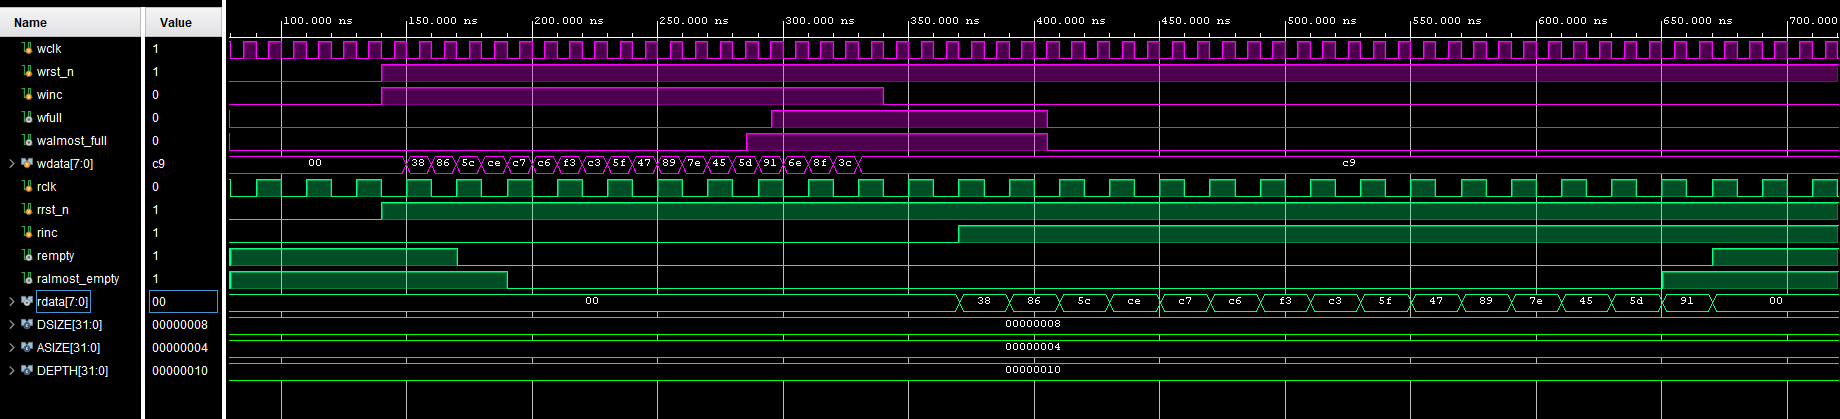 Name Value
100.000 ns 150.000 ns 200.000 ns 250.000 ns 300.000 ns 350.000 ns 400.000 ns 450.000 ns 500.000 ns 550.000 ns 600.000 ns 650.000 ns 700.000
wclk 1
wrst_n 1
winc 0
wfull 0
walmost_full 0
wdata[7:0] c9 00 38 86 5c ce c7 c6 f3 c3 5f 47 89 7e 45 5d 91 6e 8f 3c c9
rclk 0
rrst_n 1
rinc 1
rempty 1
ralmost_empty 1
rdata[7:0] 00 00 38 86 5c ce c7 c6 f3 c3 5f 47 89 7e 45 5d 91 00
DSIZE[31:0] 00000008 00000008
ASIZE[31:0] 00000004 00000004
DEPTH[31:0] 00000010 00000010